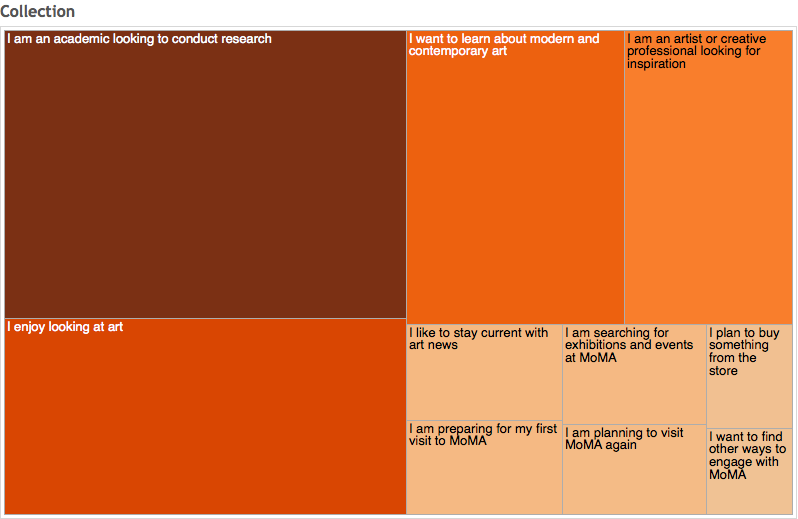 Collection
I am an academic looking to conduct research
I want to learn about modern and
contemporary art
I am an artist or creative
professional looking for
inspiration
I enjoy looking at art
I like to stay current with
art news
I am searching for
exhibitions and events
at MoMA
I plan to buy
something
from the
store
I am preparing for my first
visit to MoMA
I am planning to visit
MoMA again
I want to find
other ways to
engage with
MoMA